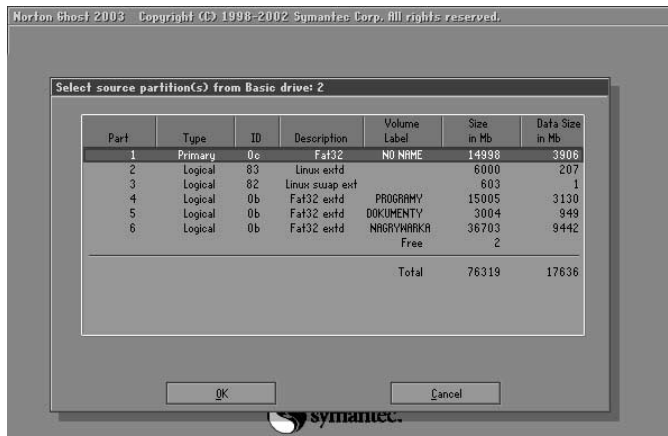 Norton Ghost 2003 Copyright (C) 1998-2002 Symantec Corp. All rights reserved.
Select source partition(s) from Basic drive: 2
Part Type ID Description Volume Label Size in Mb Data Size in Mb
1 Primary 0c Fat32 NO NAME 14998 3906
2 Logical 83 Linux extd 6000 207
3 Logical 82 Linux swap ext 603 1
4 Logical 0b Fat32 extd PROGRAMY 15005 3130
5 Logical 0b Fat32 extd DOKUMENTY 3004 949
6 Logical 0b Fat32 extd NAGRYWARKA 36703 9442
Free 2
Total 76319 17636
OK Cancel
symantec.